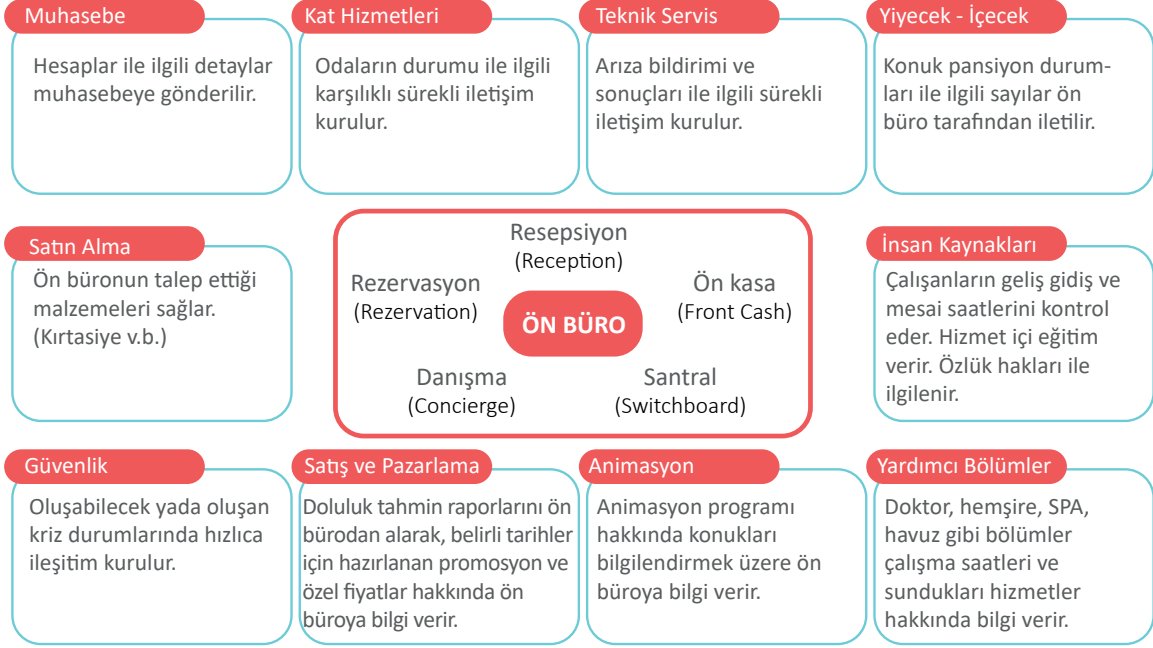 Muhasebe
Hesaplar ile ilgili detaylar
muhasebeye gönderilir.
Kat Hizmetleri
Odaların durumu ile ilgili
karşılıklı sürekli iletişim
kurulur.
Teknik Servis
Arıza bildirimi ve
sonuçları ile ilgili sürekli
iletişim kurulur.
Yiyecek - İçecek
Konuk pansiyon durum-
ları ile ilgili sayılar ön
büro tarafından iletilir.
Satın Alma
Ön büronun talep ettiği
malzemeleri sağlar.
(Kırtasiye v.b.)
Resepsiyon
(Reception)
Rezervasyon
(Rezervation)
Ön kasa
(Front Cash)
ÖN BÜRO
Danışma
(Concierge)
Santral
(Switchboard)
İnsan Kaynakları
Çalışanların geliş gidiş ve
mesai saatlerini kontrol
eder. Hizmet içi eğitim
verir. Özlük hakları ile
ilgilenir.
Güvenlik
Oluşabilecek yada oluşan
kriz durumlarında hızlıca
ileşitim kurulur.
Satış ve Pazarlama
Doluluk tahmin raporlarını ön
bürodan alarak, belirli tarihler
için hazırlanan promosyon ve
özel fiyatlar hakkında ön
büroya bilgi verir.
Animasyon
Animasyon programı
hakkında konukları
bilgilendirmek üzere ön
büroya bilgi verir.
Yardımcı Bölümler
Doktor, hemşire, SPA,
havuz gibi bölümler
çalışma saatleri ve
sundukları hizmetler
hakkında bilgi verir.